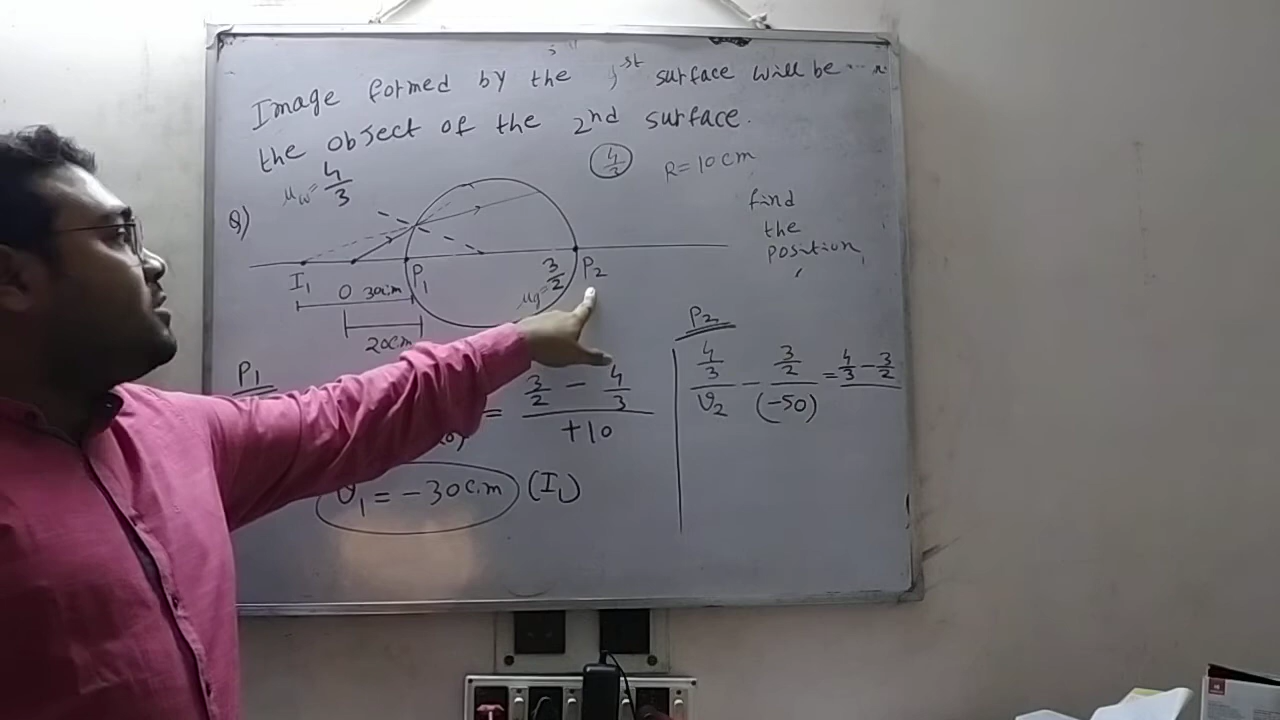 Image formed by the 1st surface will be
the object of the 2nd surface.
μw = 4/3
4/3
R = 10 cm
Q)
find
the
position,
I1
O
30cm
P1
μg = 3/2
P2
20cm
P1
= (3/2 - 4/3)/+10
v1 = -30 c.m (I1)
P2
(4/3)/v2 - (3/2)/(-50) = 4/3 - 3/2